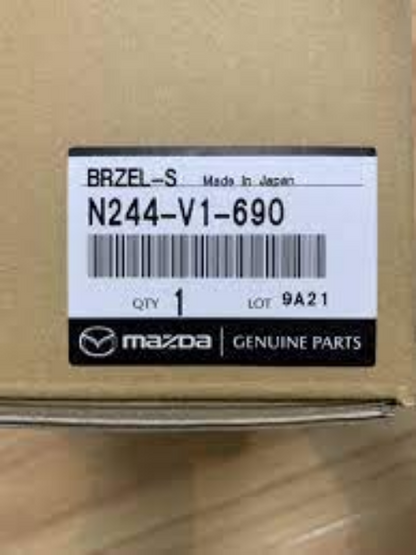 BRZEL-S Made In Japan
N244-V1-690
QTY 1 LOT 9A21
mazda GENUINE PARTS